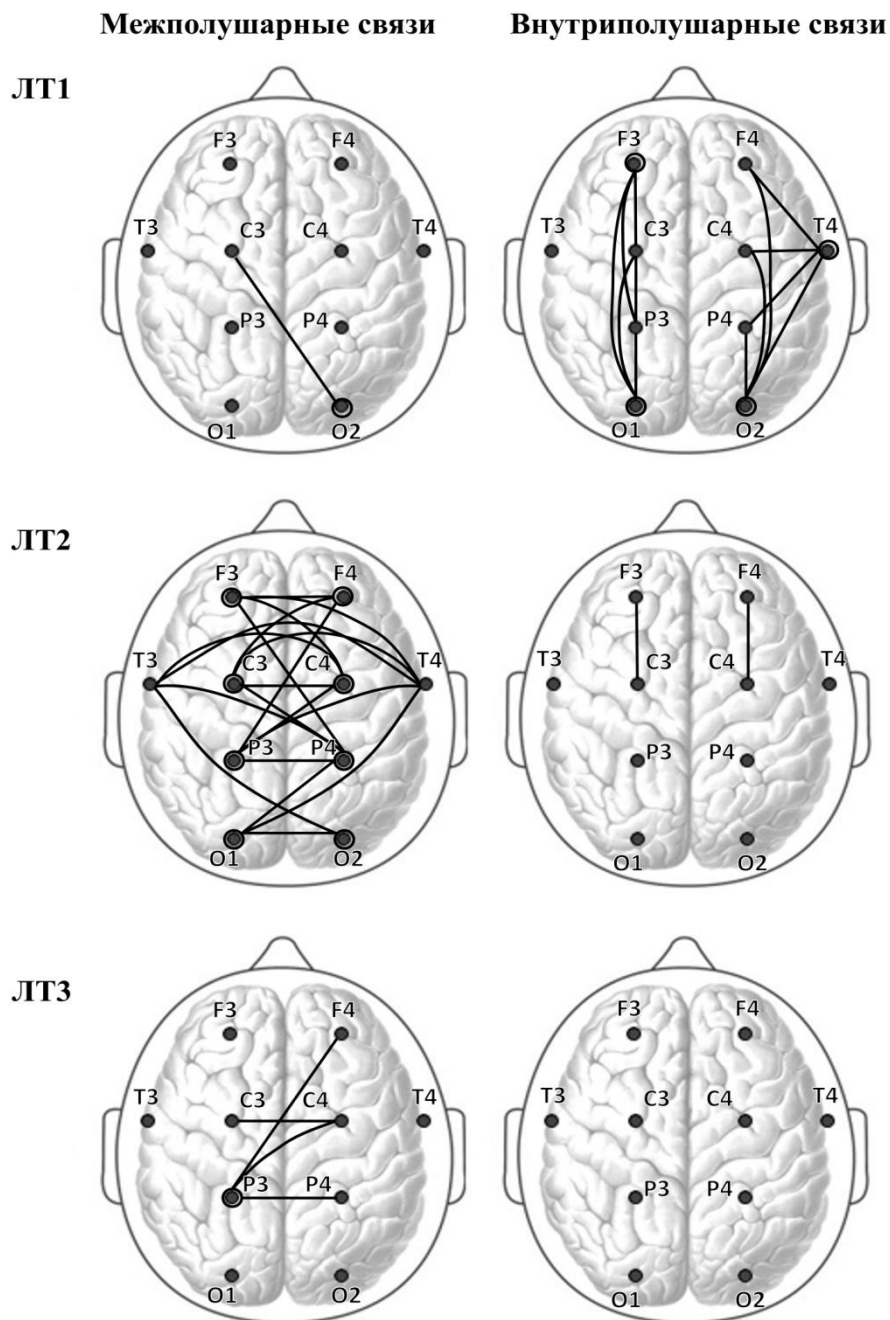 Межполушарные связи Внутриполушарные связи
ЛТ1
F3 F4 F3 F4
T3 C3 C4 T4 T3 C3 C4 T4
P3 P4 P3 P4
O1 O2 O1 O2
ЛТ2
F3 F4 F3 F4
T3 C3 C4 T4 T3 C3 C4 T4
P3 P4 P3 P4
O1 O2 O1 O2
ЛТ3
F3 F4 F3 F4
T3 C3 C4 T4 T3 C3 C4 T4
P3 P4 P3 P4
O1 O2 O1 O2